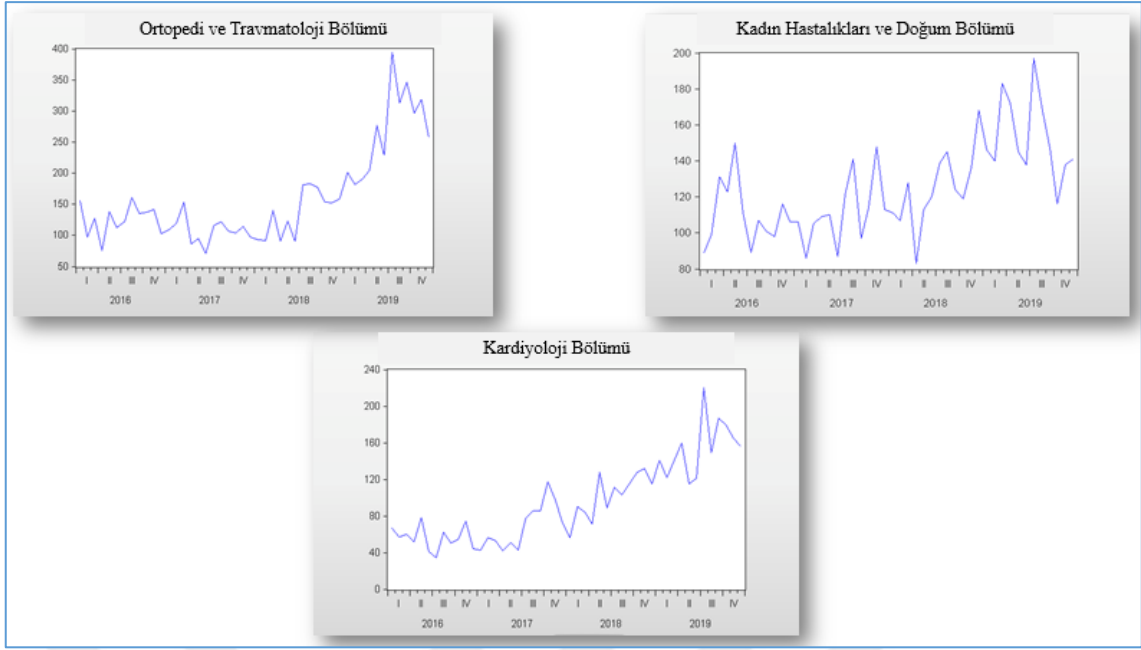 Ortopedi ve Travmatoloji Bölümü
400
350
300
250
200
150
100
50
I II III IV I II III IV I II III IV I II III IV
2016 2017 2018 2019
Kadın Hastalıkları ve Doğum Bölümü
200
180
160
140
120
100
80
I II III IV I II III IV I II III IV I II III IV
2016 2017 2018 2019
Kardiyoloji Bölümü
240
200
160
120
80
40
0
I II III IV I II III IV I II III IV I II III IV
2016 2017 2018 2019